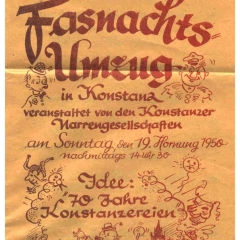 Fasnachts
Umzug
in Konstanz
veranstaltet von den Konstanzer
Narrengesellschaften
am Sonntag den 19. Hornung 1950
nachmittags 14 Uhr 30
Idee:
70 Jahre
Konstanzereien